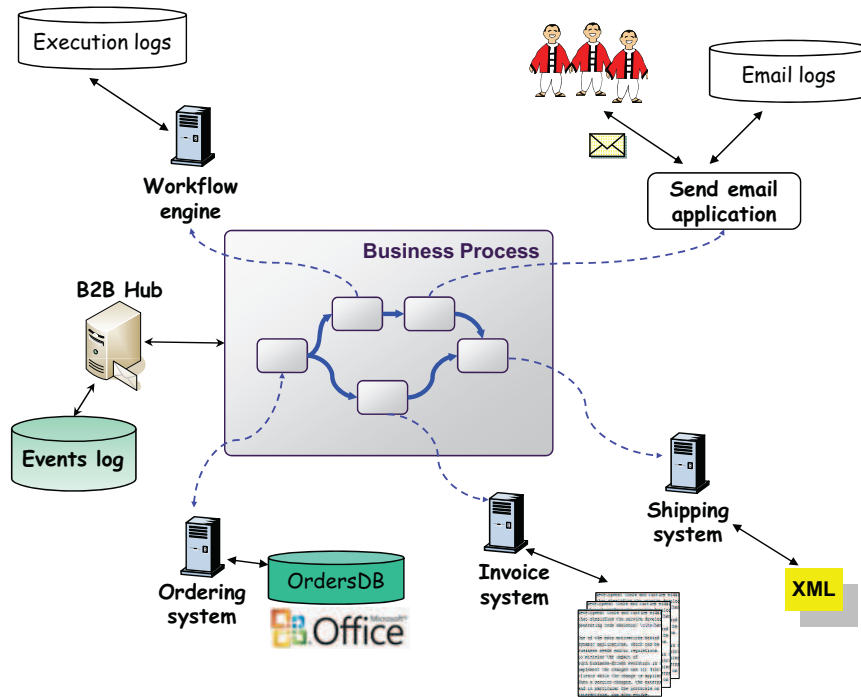 Execution logs
Email logs
Workflow
engine
Send email
application
Business Process
B2B Hub
Events log
Shipping
system
Ordering
system
OrdersDB
Microsoft®
Office
Invoice
system
XML